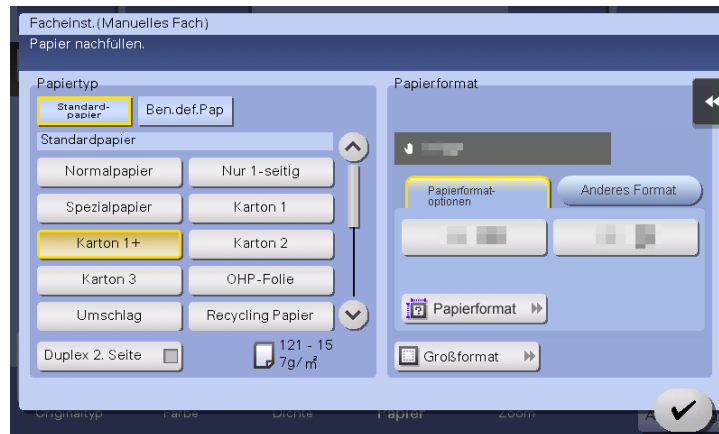 Facheinst.(Manuelles Fach)
Papier nachfüllen.
Papiertyp
Standard-
papier
Ben.def.Pap
Standardpapier
Normalpapier
Nur 1-seitig
Spezialpapier
Karton 1
Karton 1+
Karton 2
Karton 3
OHP-Folie
Umschlag
Recycling Papier
Duplex 2. Seite
121 - 15
7g/㎡
Papierformat
Papierformat-
optionen
Anderes Format
Papierformat
Großformat
Originaltyp
Farbe
Dichte
Papier
Zoom